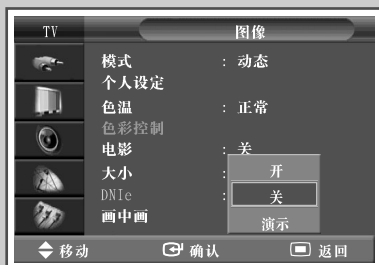 TV 图像
模式 : 动态
个人设定
色温 : 正常
色彩控制
电影 : 关
大小 :
DNIe :
画中画
开
关
演示
移动 确认 返回